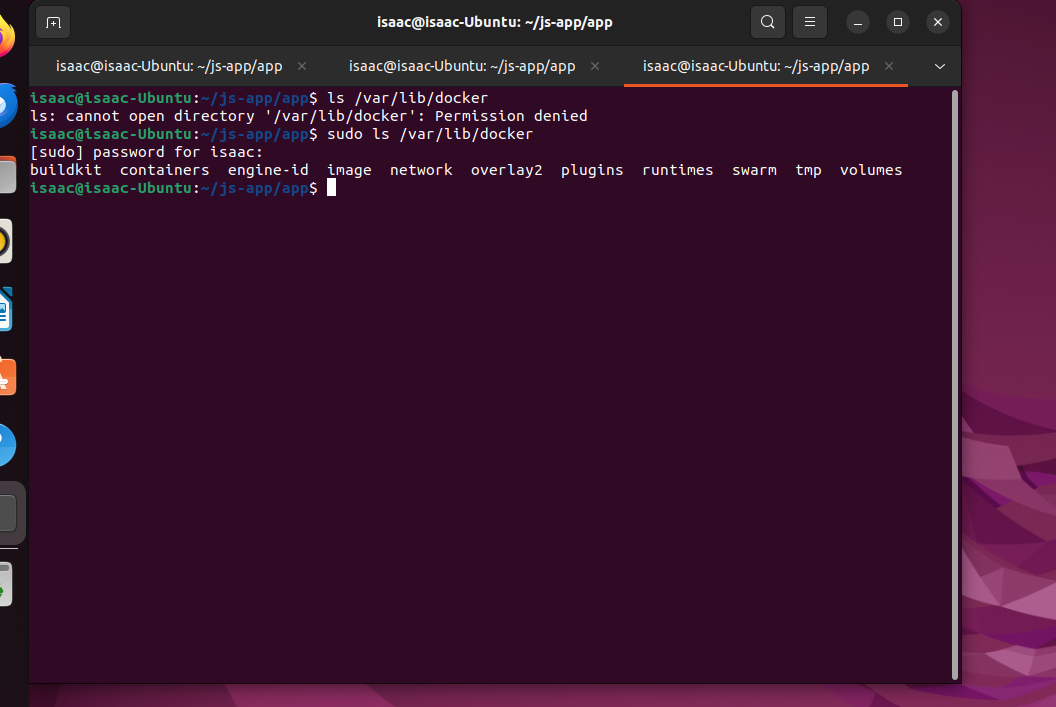 isaac@isaac-Ubuntu: ~/js-app/app
isaac@isaac-Ubuntu: ~/js-app/app × isaac@isaac-Ubuntu: ~/js-app/app × isaac@isaac-Ubuntu: ~/js-app/app ×
isaac@isaac-Ubuntu:~/js-app/app$ ls /var/lib/docker
ls: cannot open directory '/var/lib/docker': Permission denied
isaac@isaac-Ubuntu:~/js-app/app$ sudo ls /var/lib/docker
[sudo] password for isaac:
buildkit  containers  engine-id  image  network  overlay2  plugins  runtimes  swarm  tmp  volumes
isaac@isaac-Ubuntu:~/js-app/app$